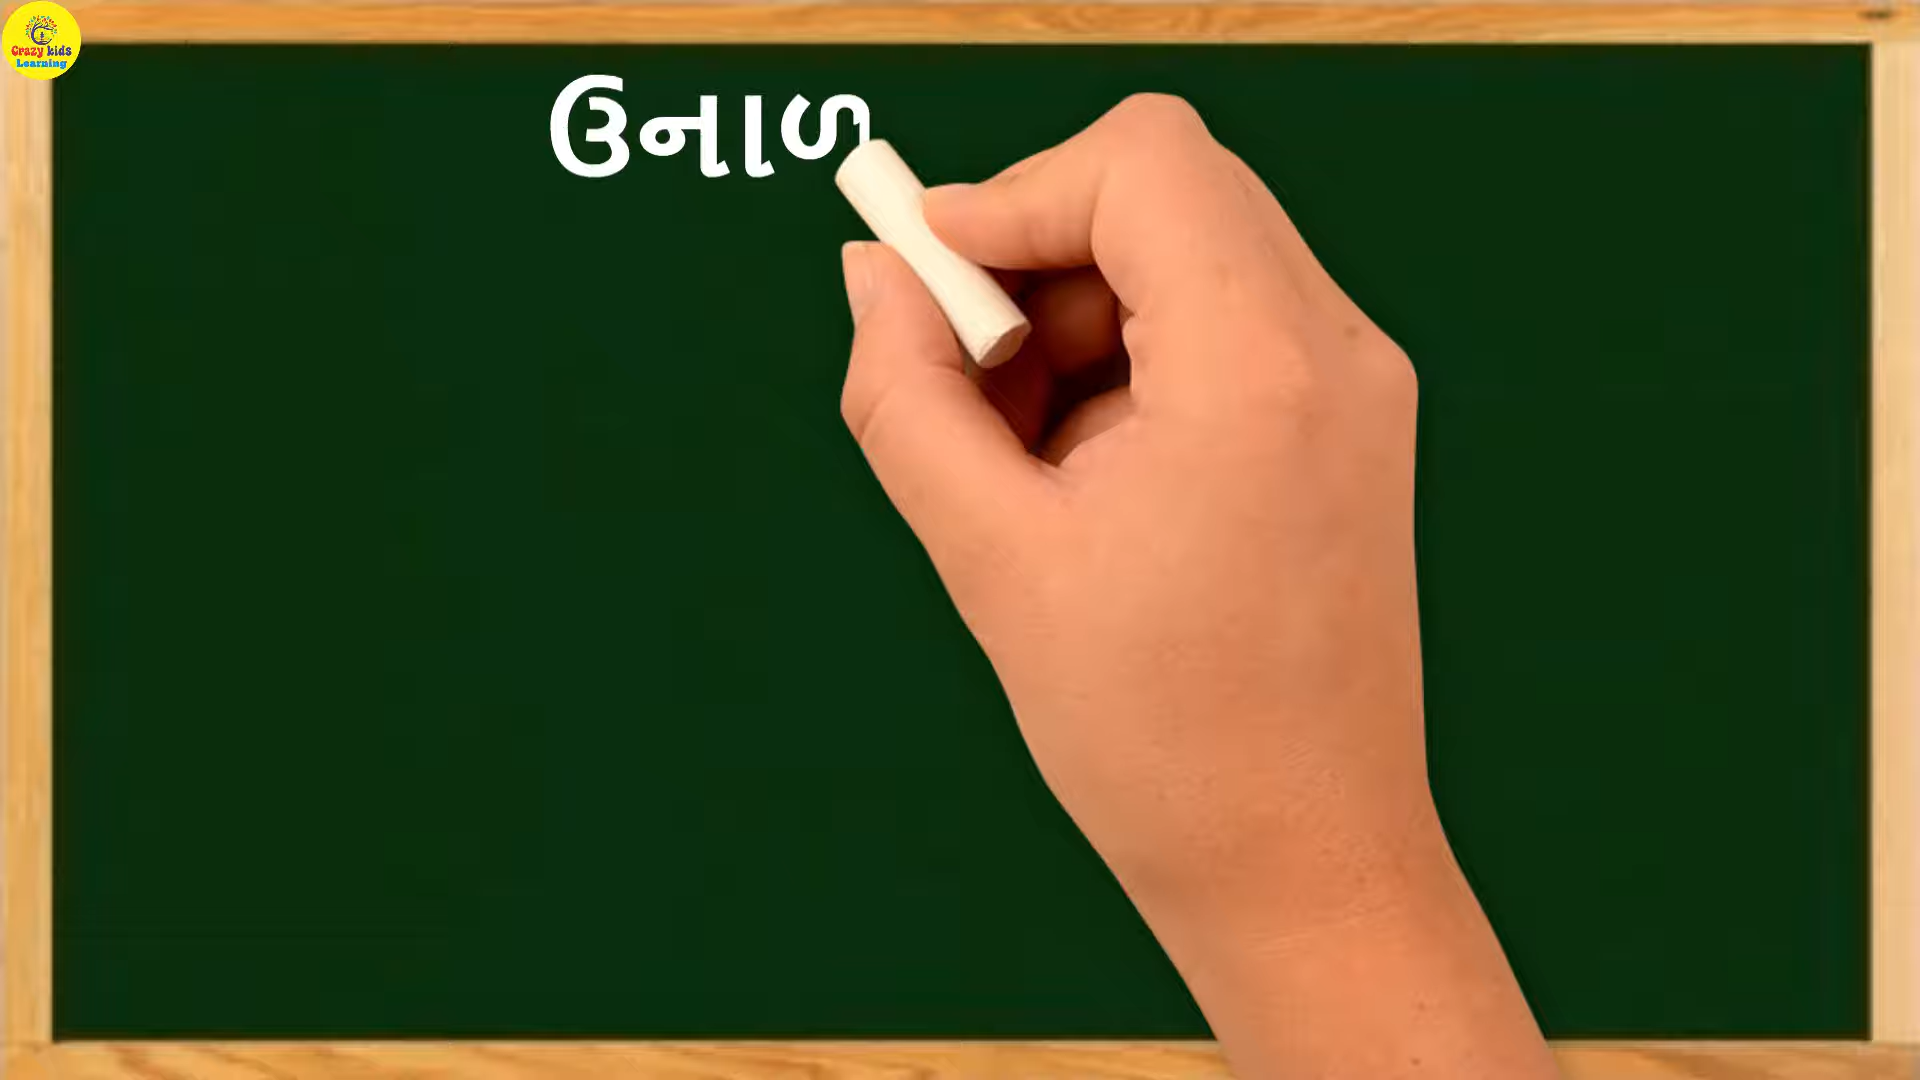 Crazy kids
Learning
ઉનાળ